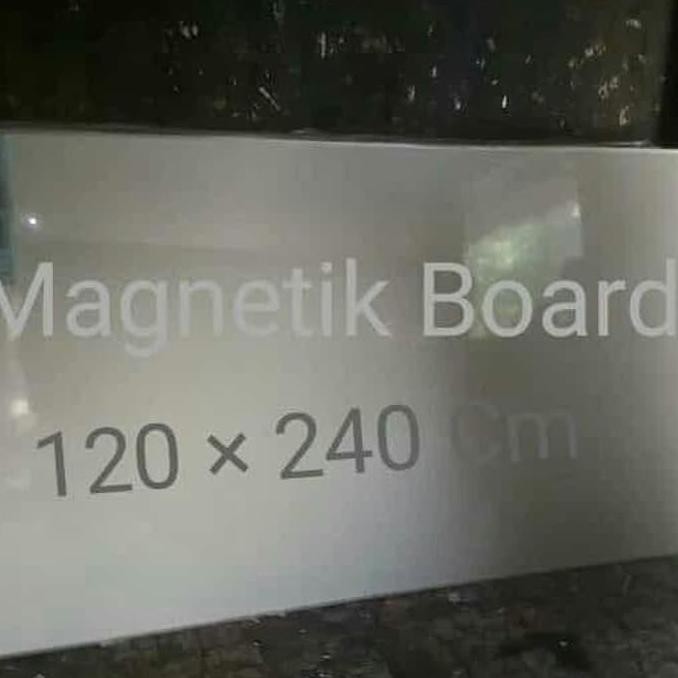 Magnetik Board
120 × 240 Cm